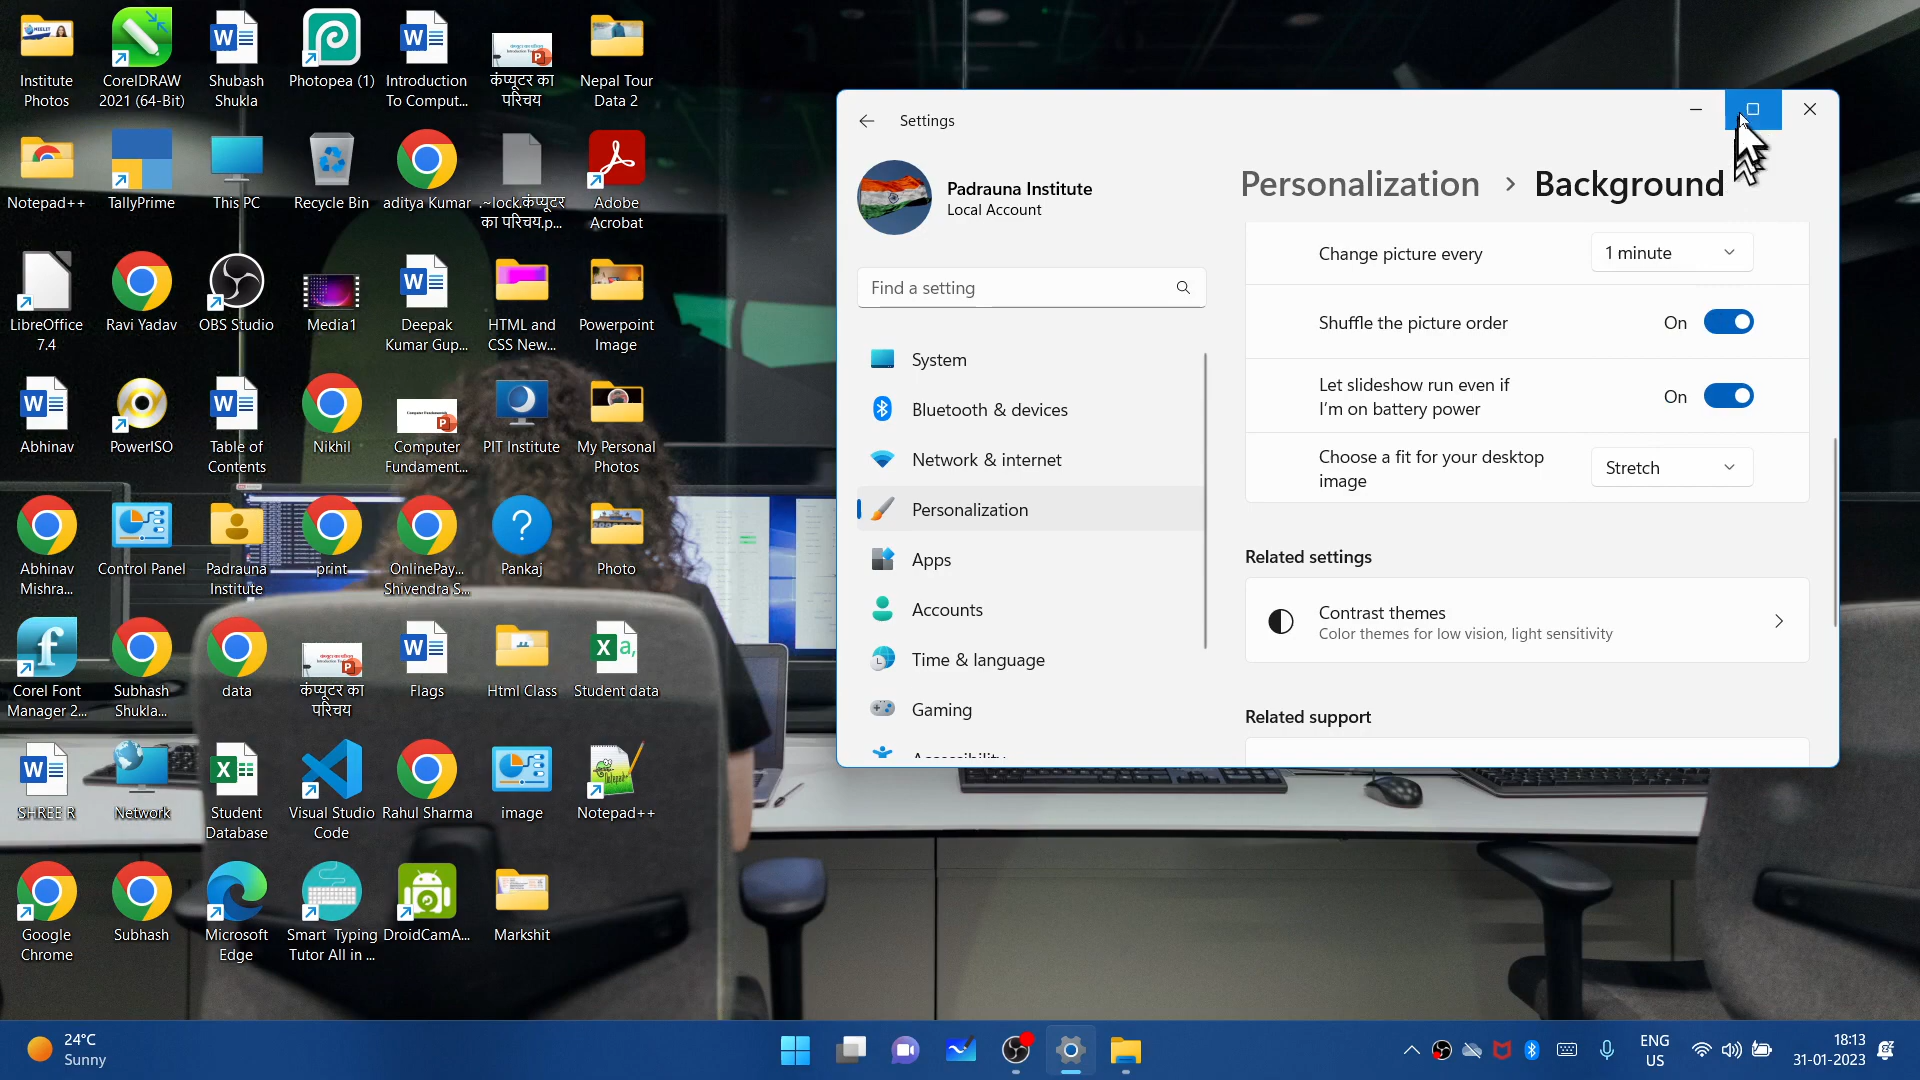 Institute
Photos
CorelDRAW
2021 (64-Bit)
Shubash
Shukla
Photopea (1)
Introduction
To Comput...
कंप्यूटर का
परिचय
Nepal Tour
Data 2
Notepad++
TallyPrime
This PC
Recycle Bin
aditya Kumar
.~lock.कंप्यूटर
का परिचय.p...
Adobe
Acrobat
LibreOffice
7.4
Ravi Yadav
OBS Studio
Media1
Deepak
Kumar Gup...
HTML and
CSS New...
Powerpoint
Image
Abhinav
PowerISO
Table of
Contents
Nikhil
Computer
Fundament...
PIT Institute
My Personal
Photos
Abhinav
Mishra...
Control Panel
Padrauna
Institute
print
OnlinePay...
Shivendra S...
Pankaj
Photo
Corel Font
Manager 2...
Subhash
Shukla...
data
कंप्यूटर का
परिचय
Flags
Html Class
Student data
SHREE R
Network
Student
Database
Visual Studio
Code
Rahul Sharma
image
Notepad++
Google
Chrome
Subhash
Microsoft
Edge
Smart Typing
Tutor All in ...
DroidCamA...
Markshit
Settings
Padrauna Institute
Local Account
Find a setting
System
Bluetooth & devices
Network & internet
Personalization
Apps
Accounts
Time & language
Gaming
Accessibility
Personalization > Background
Change picture every
1 minute
Shuffle the picture order
On
Let slideshow run even if
I'm on battery power
On
Choose a fit for your desktop
image
Stretch
Related settings
Contrast themes
Color themes for low vision, light sensitivity
Related support
24°C
Sunny
ENG
US
18:13
31-01-2023